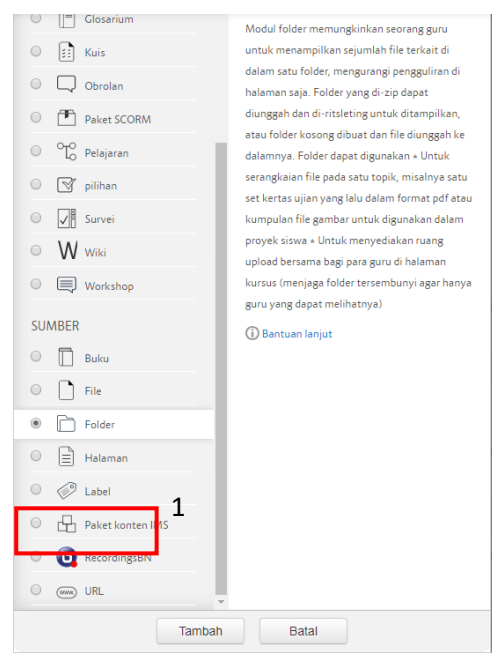 Glosarium
Kuis
Obrolan
Paket SCORM
Pelajaran
pilihan
Survei
Wiki
Workshop
SUMBER
Buku
File
Folder
Halaman
Label
Paket konten IMS
RecordingsBN
URL
1
Modul folder memungkinkan seorang guru
untuk menampilkan sejumlah file terkait di
dalam satu folder, mengurangi pengguliran di
halaman saja. Folder yang di-zip dapat
diunggah dan di-ritsleting untuk ditampilkan,
atau folder kosong dibuat dan file diunggah ke
dalamnya. Folder dapat digunakan * Untuk
serangkaian file pada satu topik, misalnya satu
set kertas ujian yang lalu dalam format pdf atau
kumpulan file gambar untuk digunakan dalam
proyek siswa * Untuk menyediakan ruang
upload bersama bagi para guru di halaman
kursus (menjaga folder tersembunyi agar hanya
guru yang dapat melihatnya)
Bantuan lanjut
Tambah
Batal